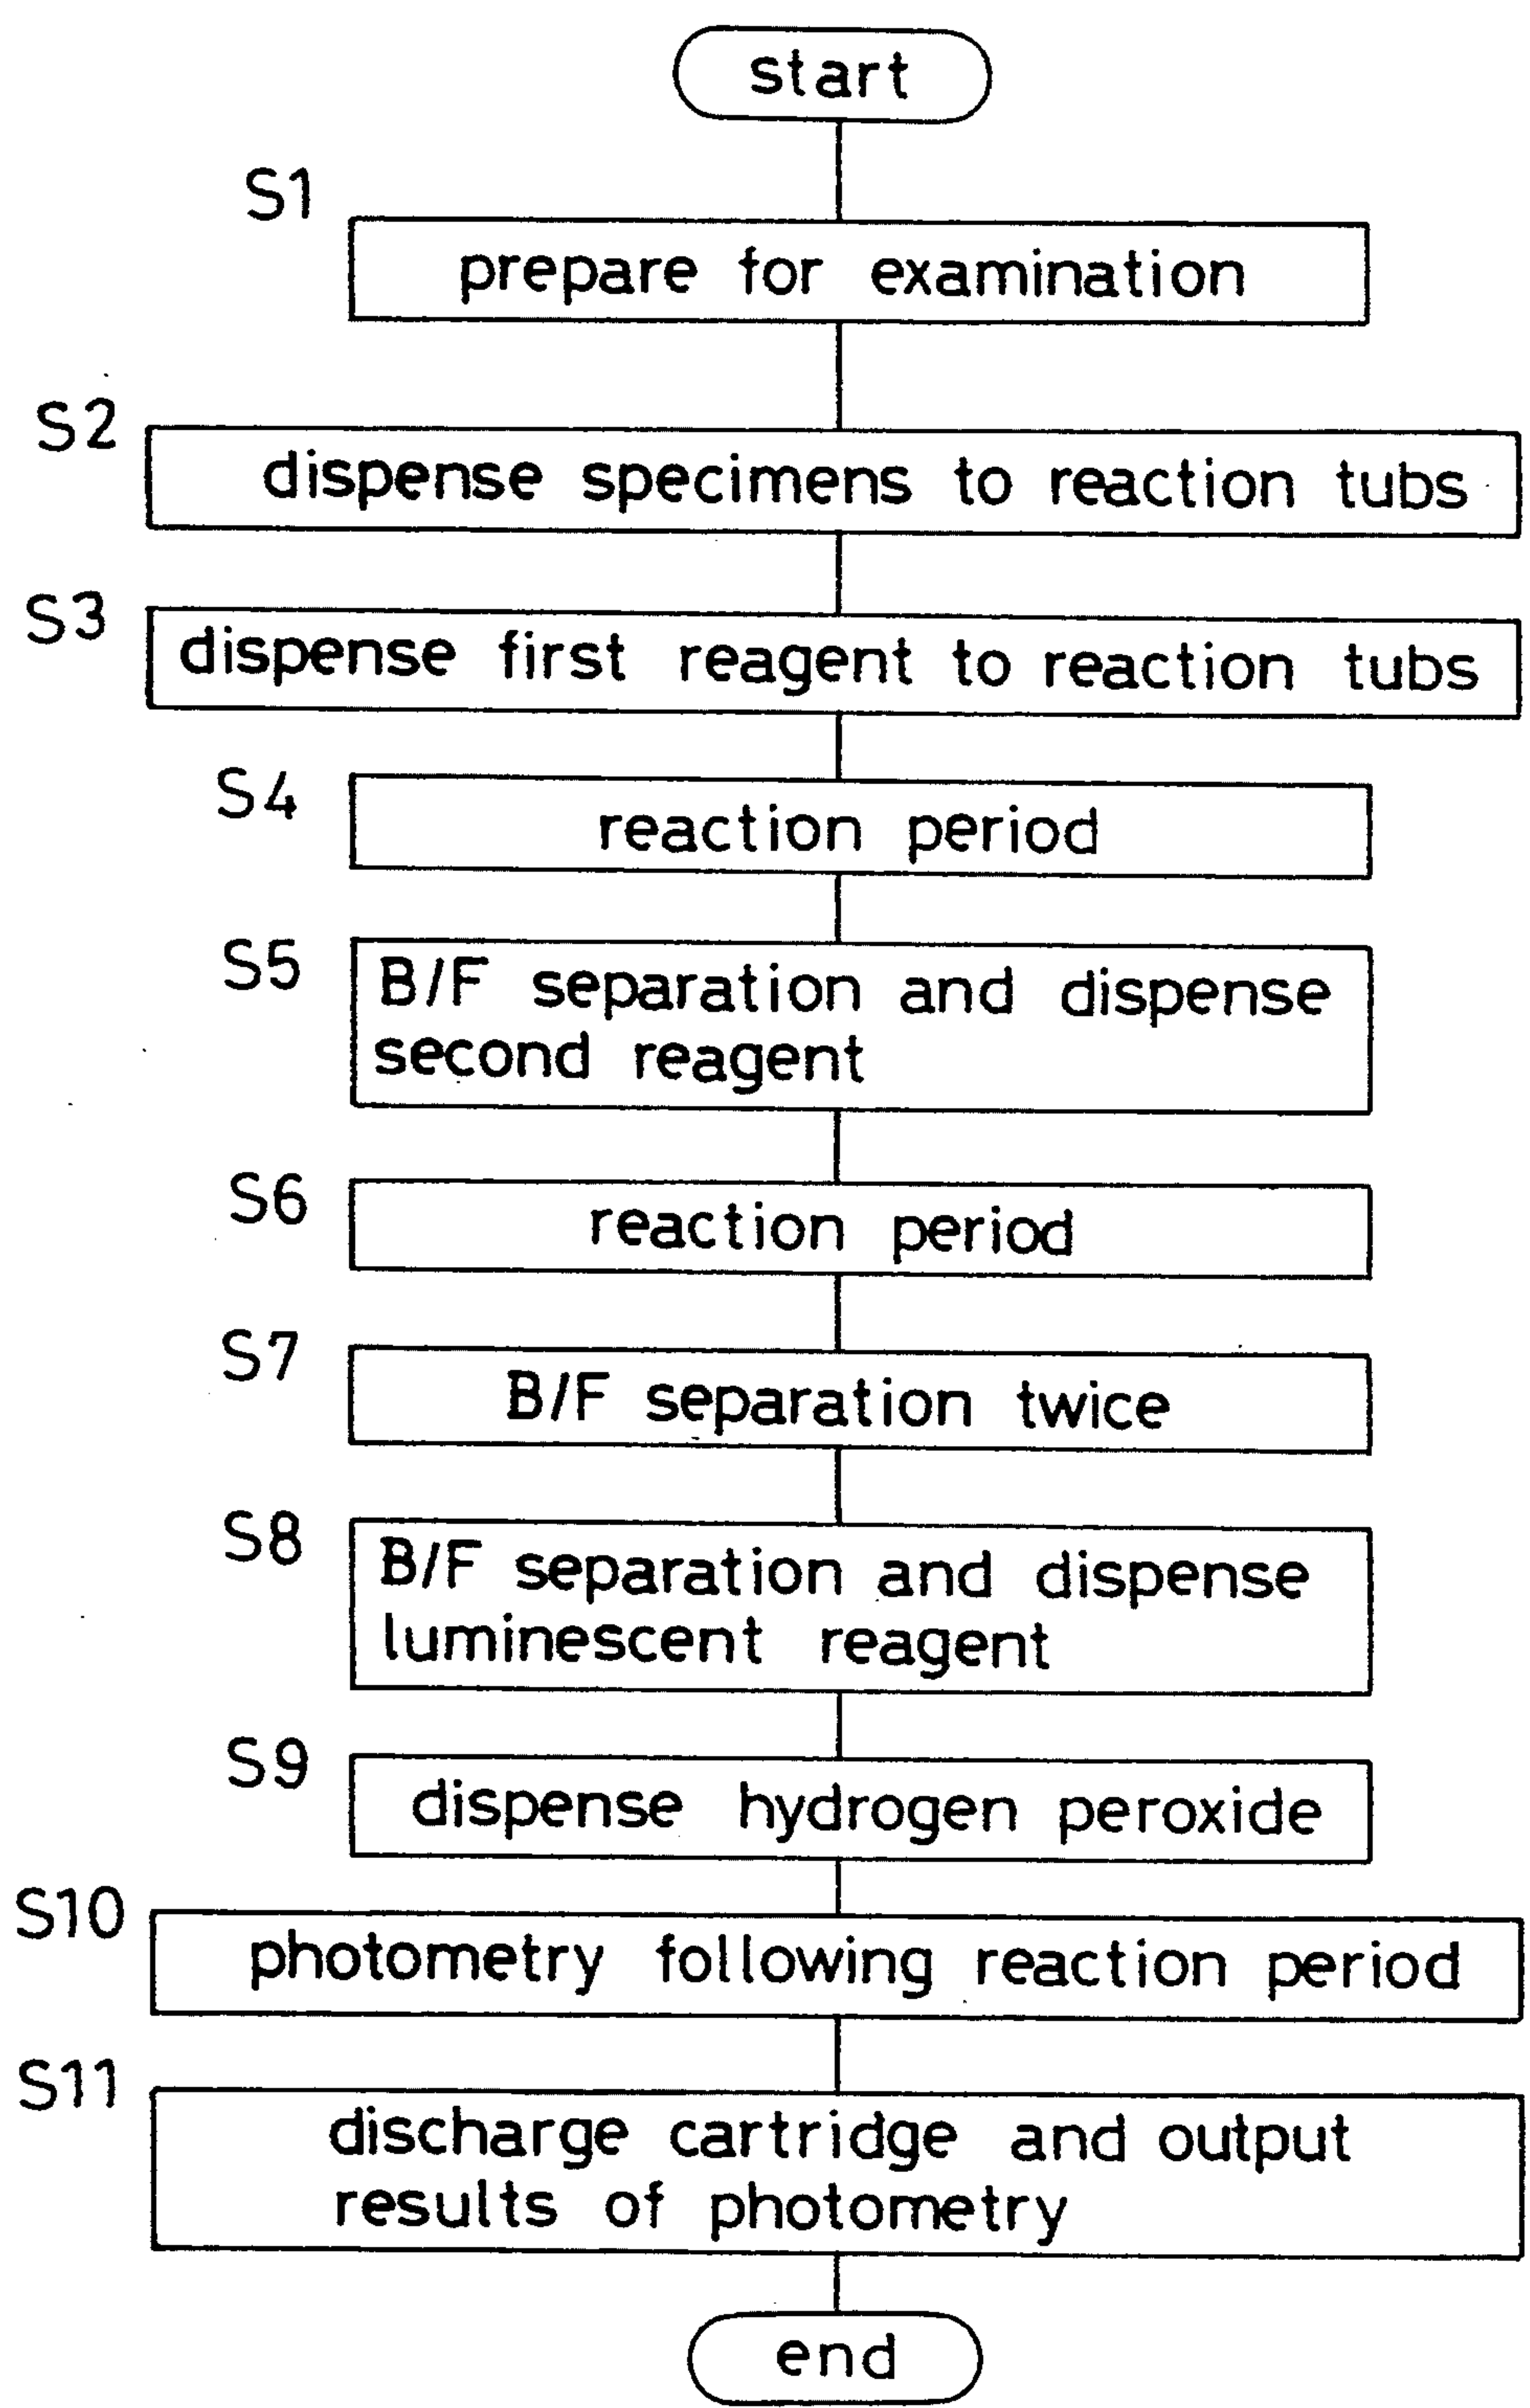 start
S1
prepare for examination
S2
dispense specimens to reaction tubs
S3
dispense first reagent to reaction tubs
S4
reaction period
S5
B/F separation and dispense
second reagent
S6
reaction period
S7
B/F separation twice
S8
B/F separation and dispense
luminescent reagent
S9
dispense hydrogen peroxide
S10
photometry following reaction period
S11
discharge cartridge and output
results of photometry
end